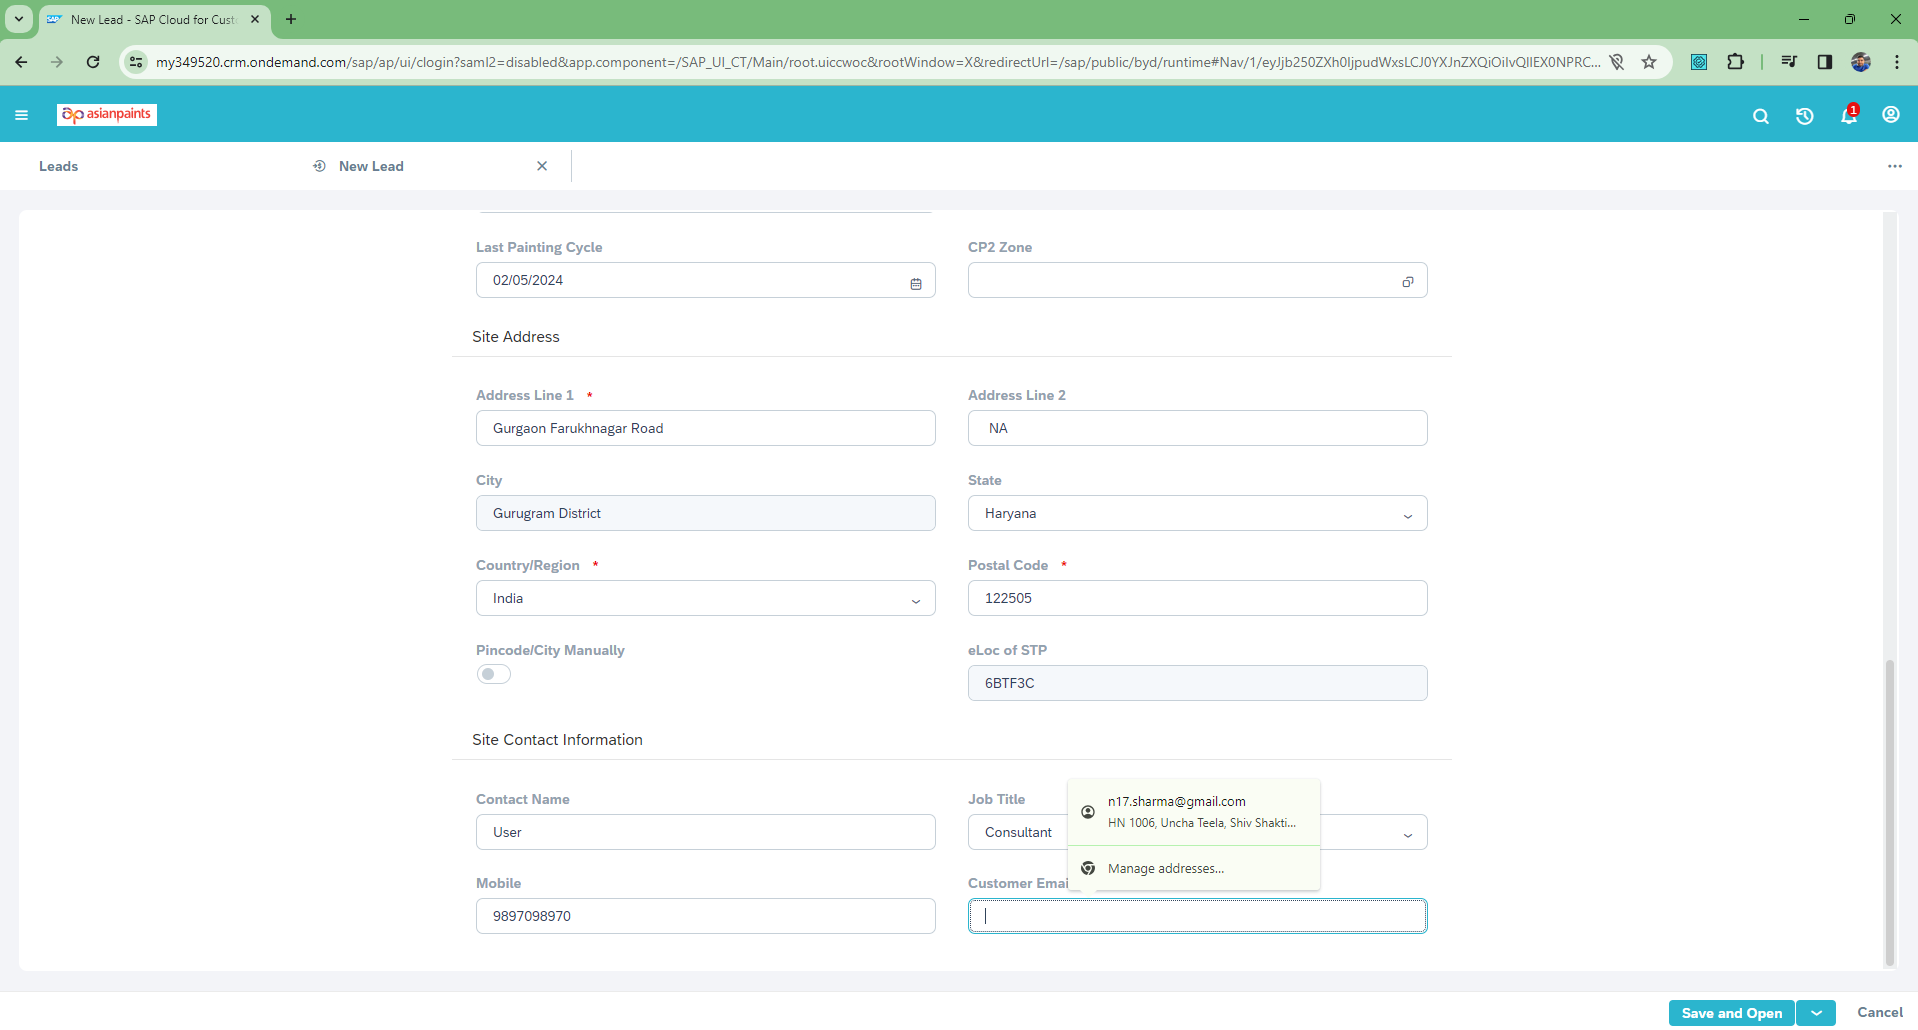 New Lead - SAP Cloud for Cust
my349520.crm.ondemand.com/sap/ap/ui/clogin?saml2=disabled&app.component=/SAP_UI_CT/Main/root.uiccwoc&rootWindow=X&redirectUrl=/sap/public/byd/runtime#Nav/1/eyJjb250ZXh0IjpudWxsLCJ0YXJnZXQiOiIvQllEX0NPRC...
asianpaints
1
Leads
New Lead
Last Painting Cycle
CP2 Zone
02/05/2024
Site Address
Address Line 1 *
Address Line 2
Gurgaon Farukhnagar Road
NA
City
State
Gurugram District
Haryana
Country/Region *
Postal Code *
India
122505
Pincode/City Manually
eLoc of STP
6BTF3C
Site Contact Information
Contact Name
Job Title
User
Consultant
n17.sharma@gmail.com
HN 1006, Uncha Teela, Shiv Shakti...
Manage addresses...
Mobile
Customer Emai
9897098970
Save and Open
Cancel